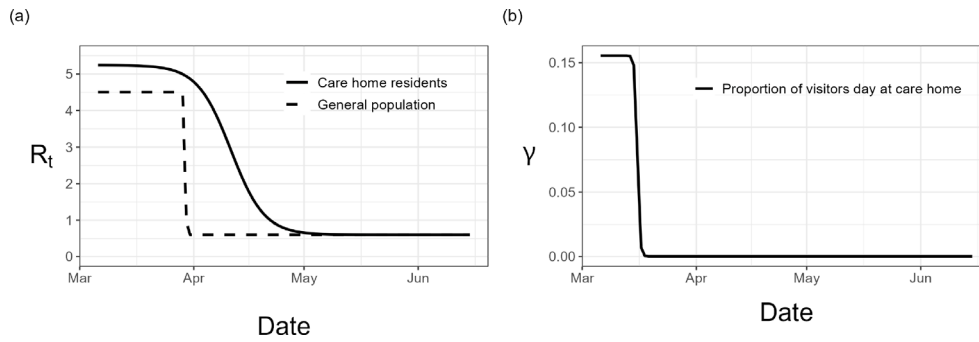 (a)
5
4
3
2
1
0
Rt
Care home residents
General population
Mar Apr May Jun
Date
(b)
0.15
0.10
0.05
0.00
γ
Proportion of visitors day at care home
Mar Apr May Jun
Date